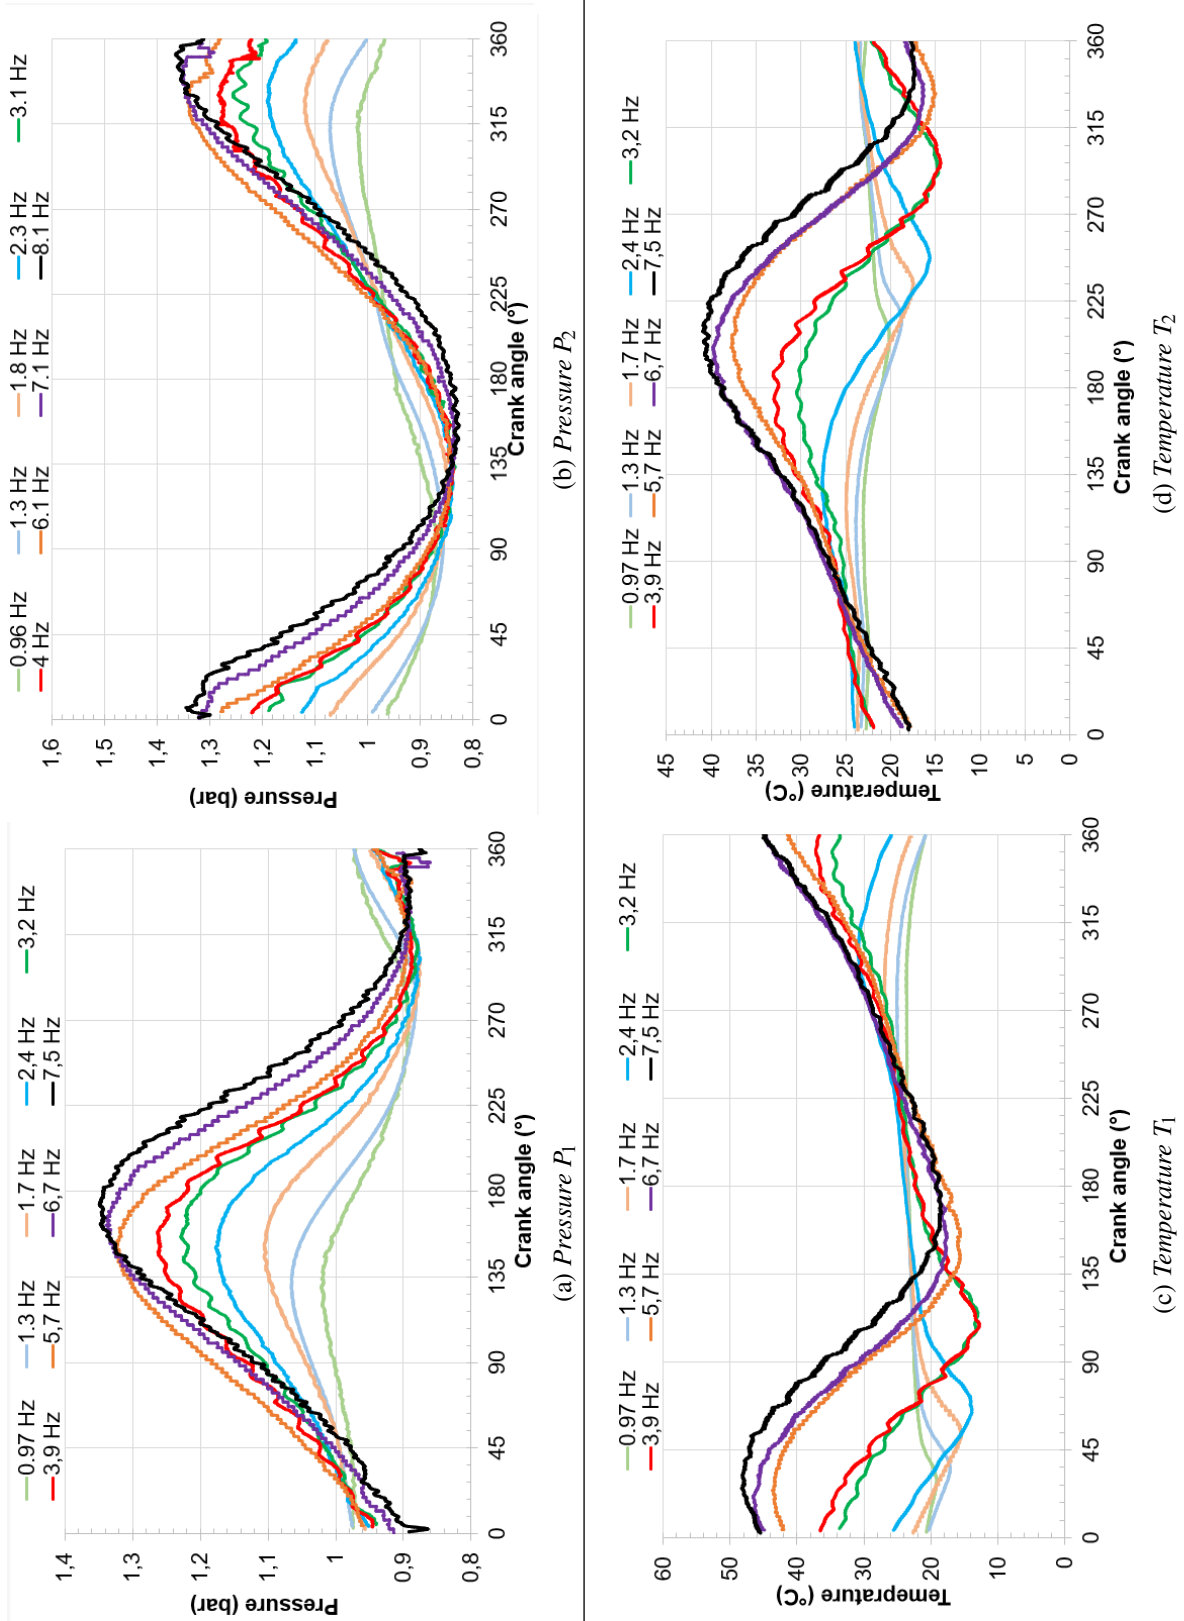 0.97 Hz 1.3 Hz 1.7 Hz 2,4 Hz 3,2 Hz
3,9 Hz 5,7 Hz 6,7 Hz 7,5 Hz
Pressure (bar)
1,4
1,3
1,2
1,1
1
0,9
0,8
0 45 90 135 180 225 270 315 360
Crank angle (°)
(a) Pressure P1
0.96 Hz 1.3 Hz 1.8 Hz 2.3 Hz 3.1 Hz
4 Hz 6.1 Hz 7.1 Hz 8.1 Hz
Pressure (bar)
1,6
1,5
1,4
1,3
1,2
1,1
1
0,9
0,8
0 45 90 135 180 225 270 315 360
Crank angle (°)
(b) Pressure P2
0.97 Hz 1.3 Hz 1.7 Hz 2,4 Hz 3,2 Hz
3,9 Hz 5,7 Hz 6,7 Hz 7,5 Hz
Temeprature (°C)
60
50
40
30
20
10
0
0 45 90 135 180 225 270 315 360
Crank angle (°)
(c) Temperature T1
0.97 Hz 1.3 Hz 1.7 Hz 2,4 Hz 3,2 Hz
3,9 Hz 5,7 Hz 6,7 Hz 7,5 Hz
Temperature (°C)
45
40
35
30
25
20
15
10
5
0
0 45 90 135 180 225 270 315 360
Crank angle (°)
(d) Temperature T2